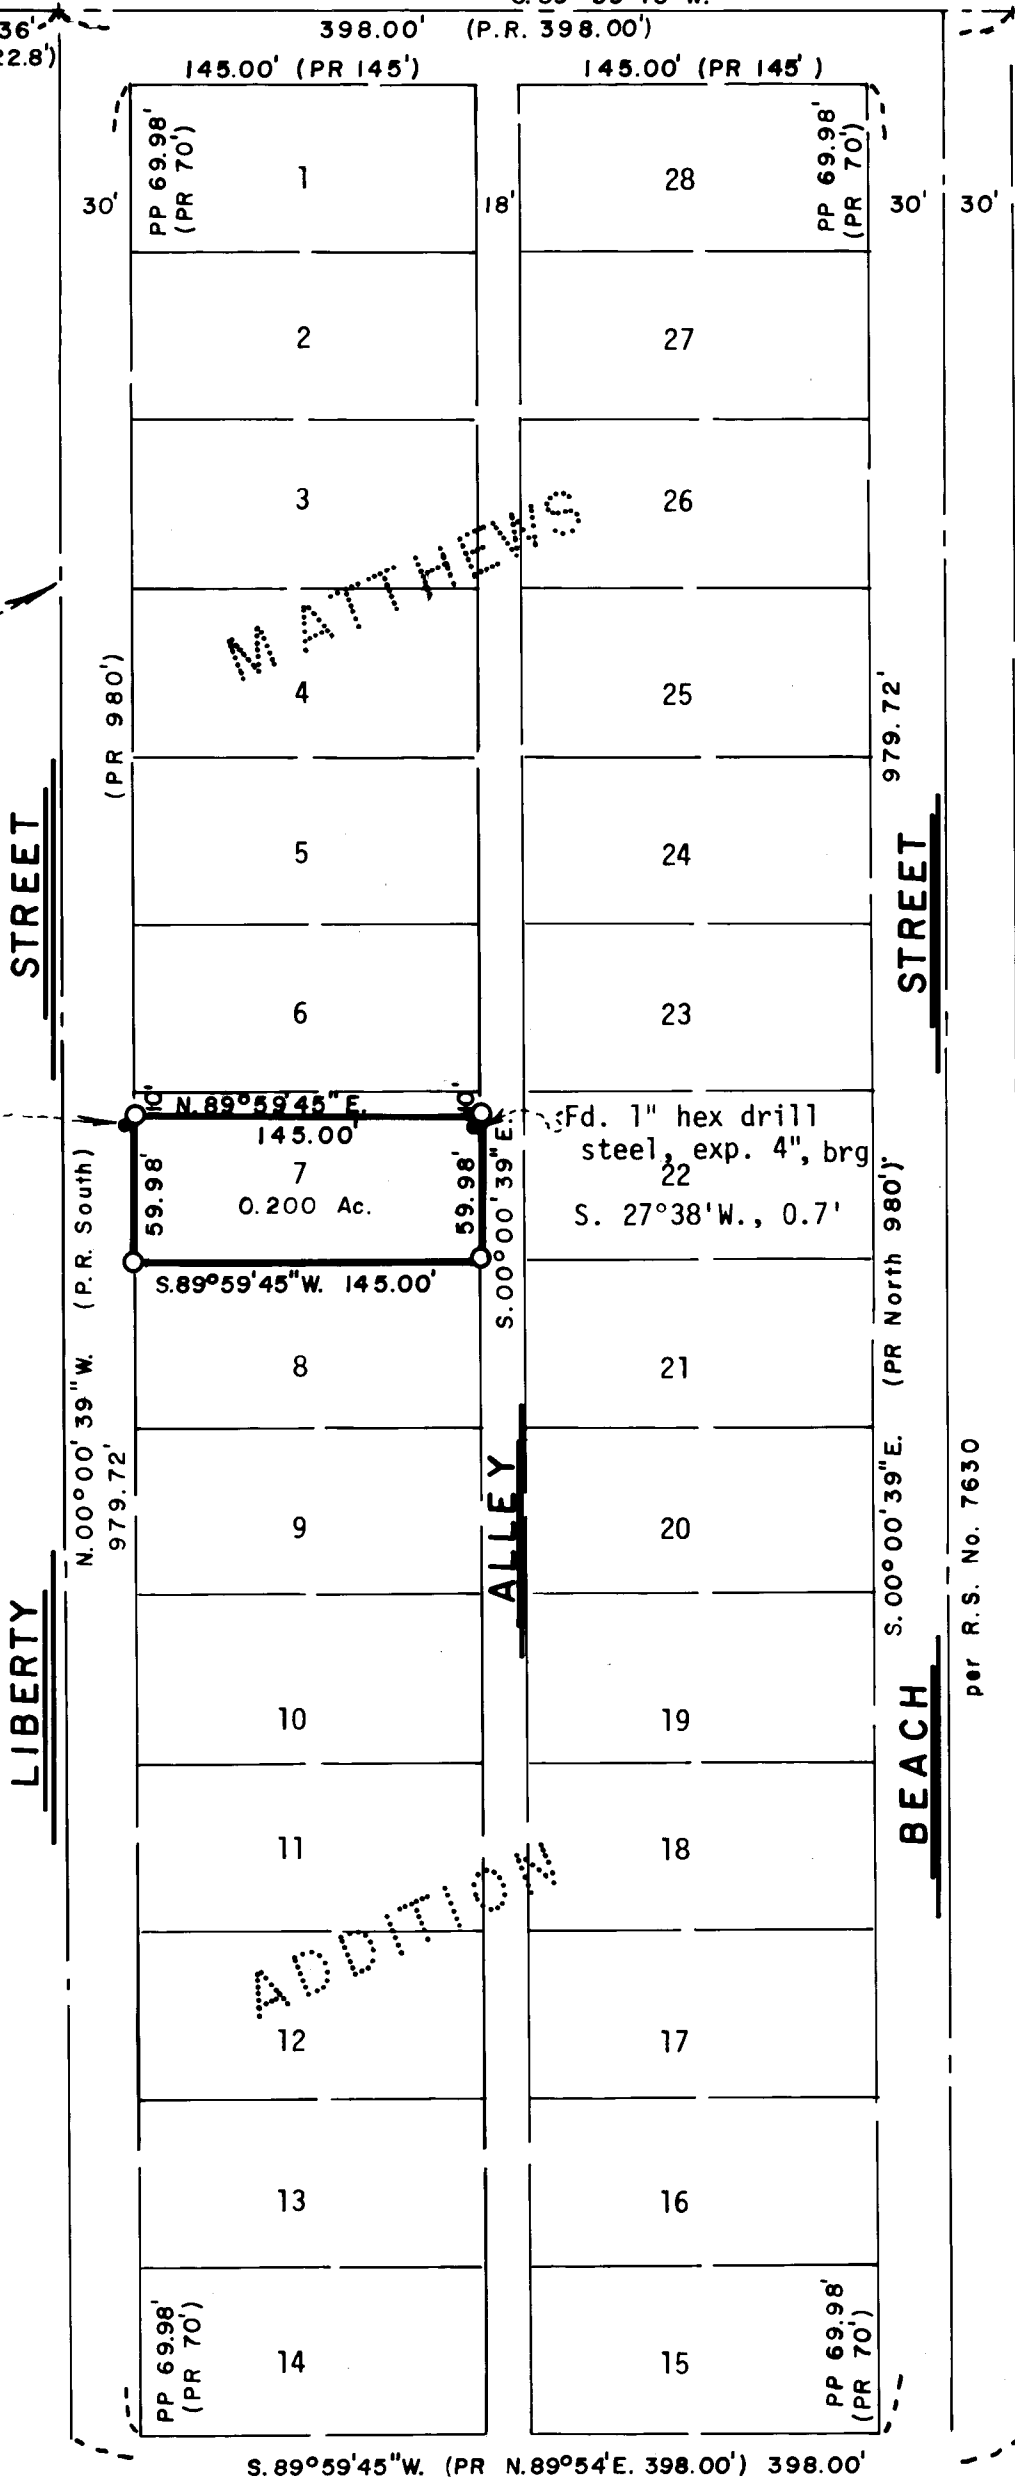 398.00' (P.R. 398.00')
36'
22.8')
145.00' (PR 145')
145.00' (PR 145')
PP 69.98'
(PR 70')
1
28
PP 69.98'
(PR 70')
30'
18'
30'
30'
2
27
3
26
MATTHEWS
(PR 980')
4
25
979.72'
STREET
5
24
STREET
6
23
10'
N.89°59'45"E.
10'
145.00'
Fd. 1" hex drill
steel, exp. 4", brg.
S. 27°38'W., 0.7'
59.98'
7
0.200 Ac.
59.98'
22
S.00°00'39"E.
S.89°59'45"W. 145.00'
(P.R. South)
N.00°00'39"W.
979.72'
(PR North 980')
8
21
S.00°00'39"E.
per R.S. No. 7630
ALLEY
9
20
LIBERTY
10
19
BEACH
11
18
ADDITION
12
17
13
16
PP 69.98'
(PR 70')
14
15
PP 69.98'
(PR 70')
S.89°59'45"W. (PR N.89°54'E. 398.00') 398.00'